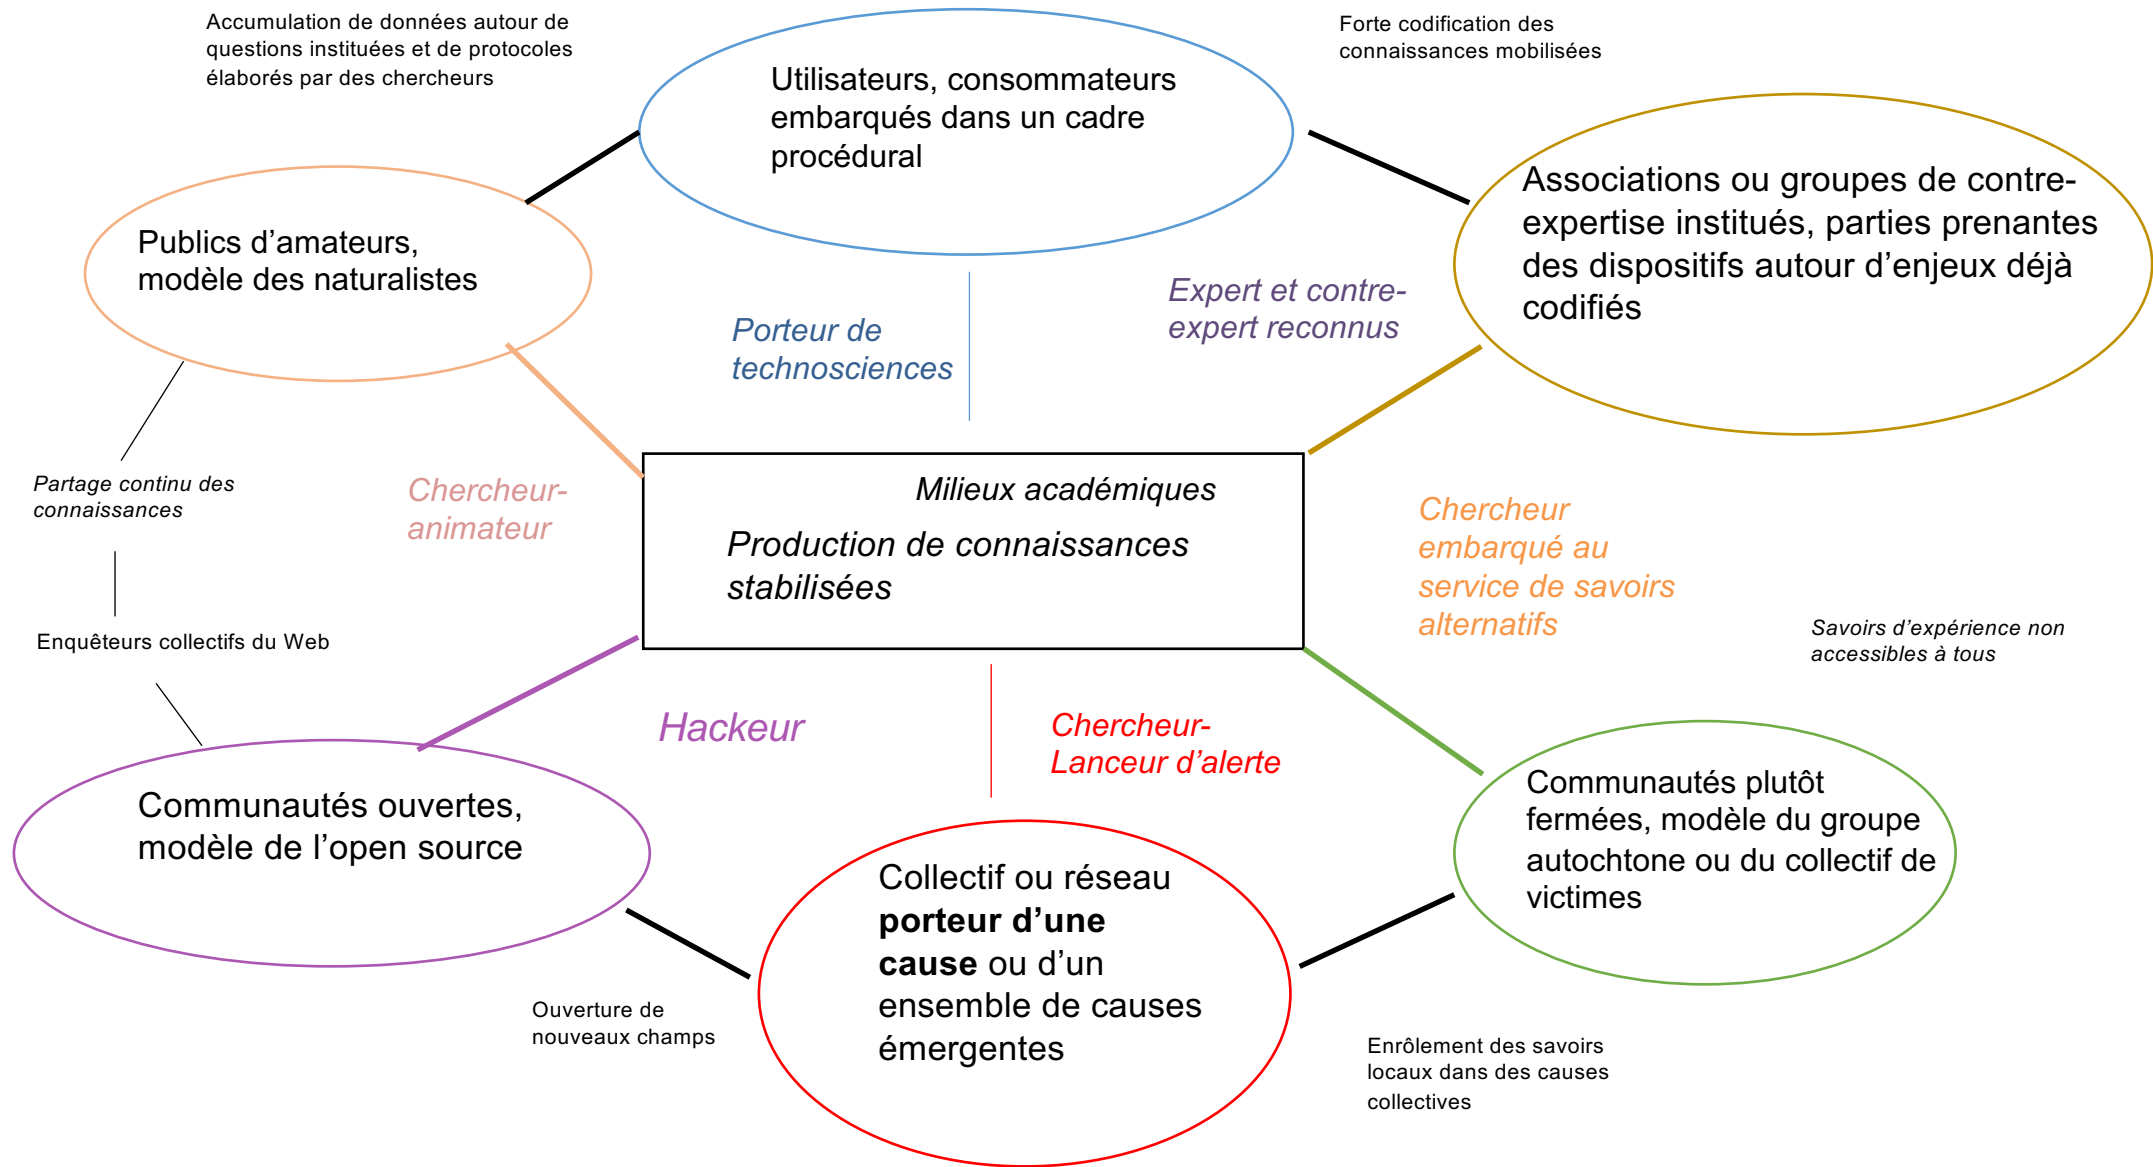 Accumulation de données autour de
questions instituées et de protocoles
élaborés par des chercheurs
Utilisateurs, consommateurs
embarqués dans un cadre
procédural
Forte codification des
connaissances mobilisées
Publics d’amateurs,
modèle des naturalistes
Associations ou groupes de contre-
expertise institués, parties prenantes
des dispositifs autour d’enjeux déjà
codifiés
Porteur de
technosciences
Expert et contre-
expert reconnus
Partage continu des
connaissances
Chercheur-
animateur
Milieux académiques
Production de connaissances
stabilisées
Chercheur
embarqué au
service de savoirs
alternatifs
Enquêteurs collectifs du Web
Savoirs d’expérience non
accessibles à tous
Hackeur
Chercheur-
Lanceur d’alerte
Communautés ouvertes,
modèle de l’open source
Collectif ou réseau
porteur d’une
cause ou d’un
ensemble de causes
émergentes
Communautés plutôt
fermées, modèle du groupe
autochtone ou du collectif de
victimes
Ouverture de
nouveaux champs
Enrôlement des savoirs
locaux dans des causes
collectives